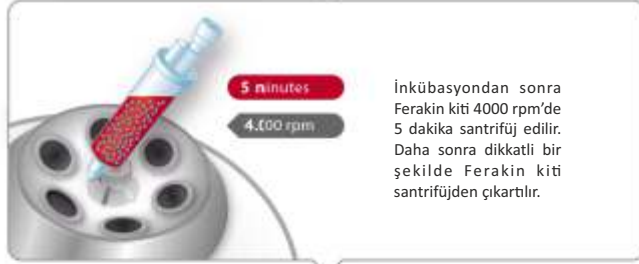 5 minutes
4.000 rpm
İnkübasyondan sonra
Ferakin kiti 4000 rpm'de
5 dakika santrifüj edilir.
Daha sonra dikkatli bir
şekilde Ferakin kiti
santrifüjden çıkartılır.